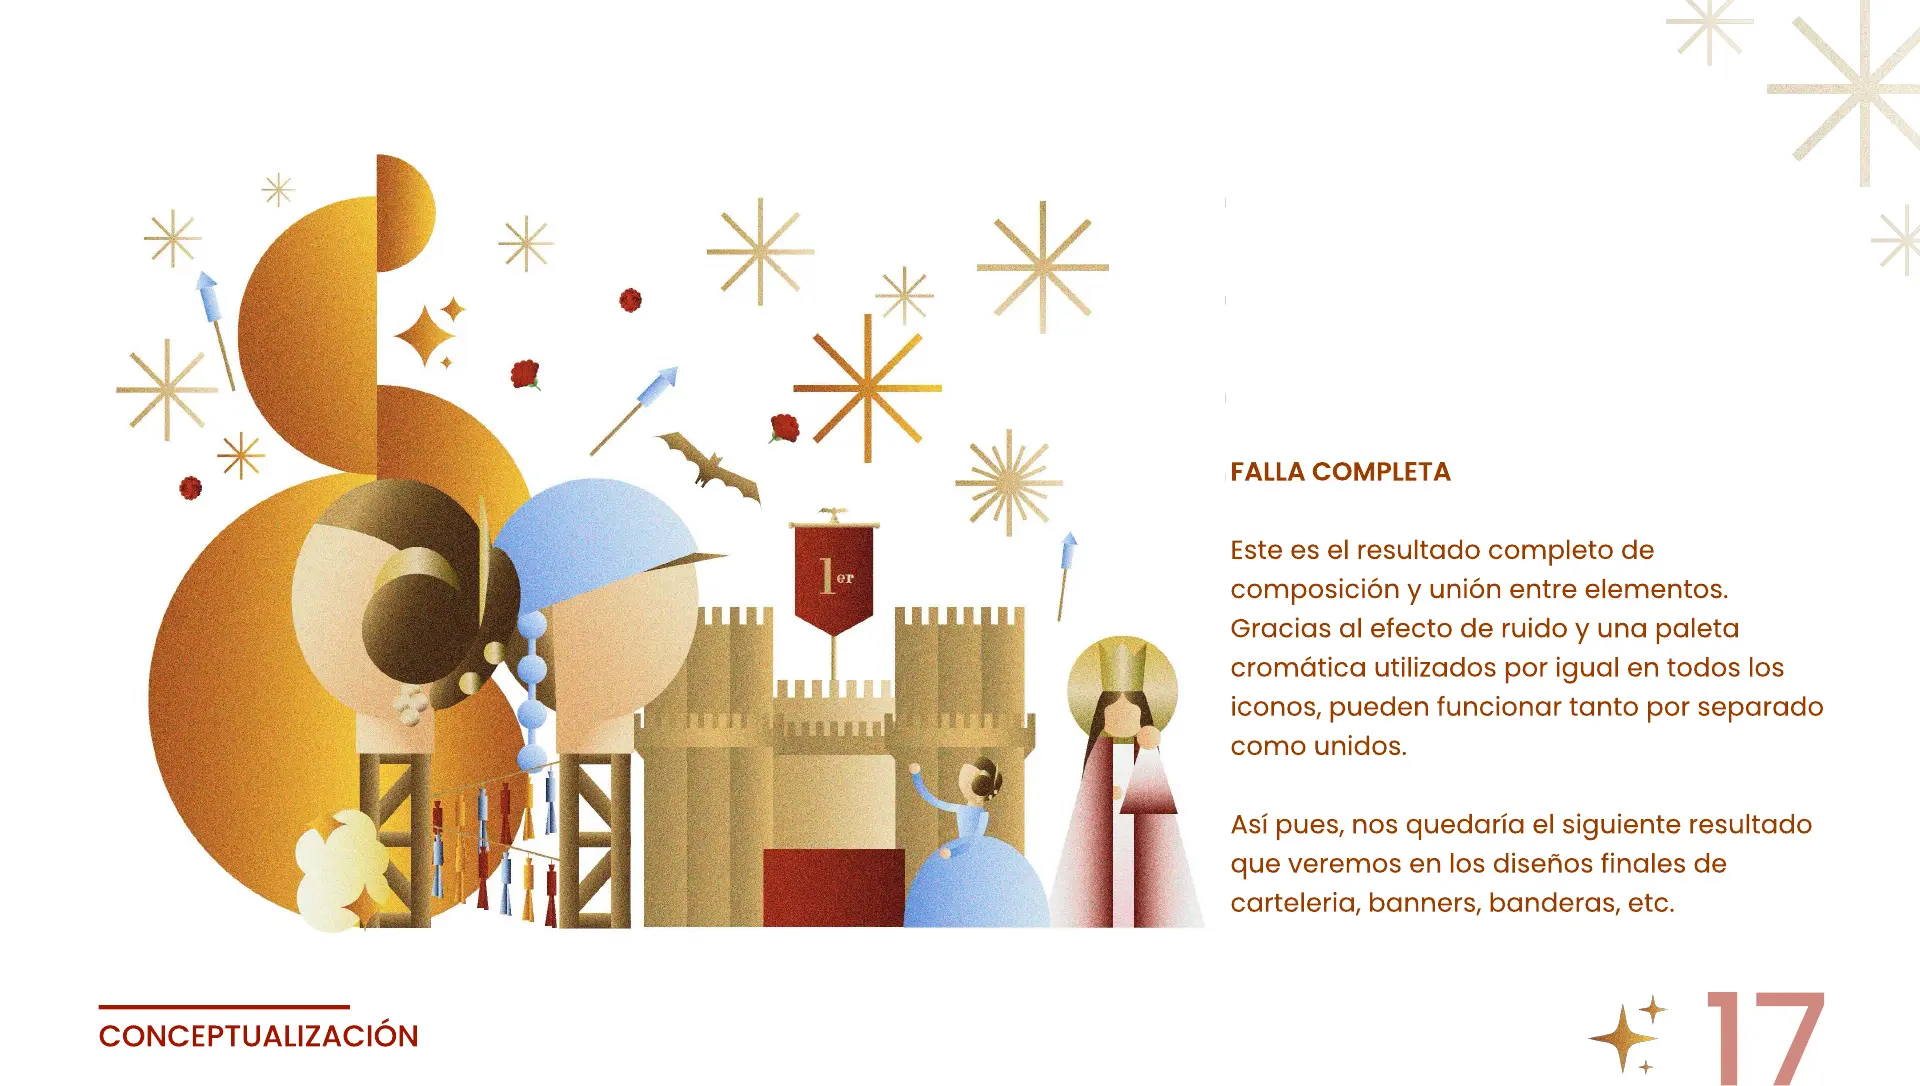 1er
FALLA COMPLETA
Este es el resultado completo de
composición y unión entre elementos.
Gracias al efecto de ruido y una paleta
cromática utilizados por igual en todos los
iconos, pueden funcionar tanto por separado
como unidos.
Así pues, nos quedaría el siguiente resultado
que veremos en los diseños finales de
carteleria, banners, banderas, etc.
CONCEPTUALIZACIÓN
17